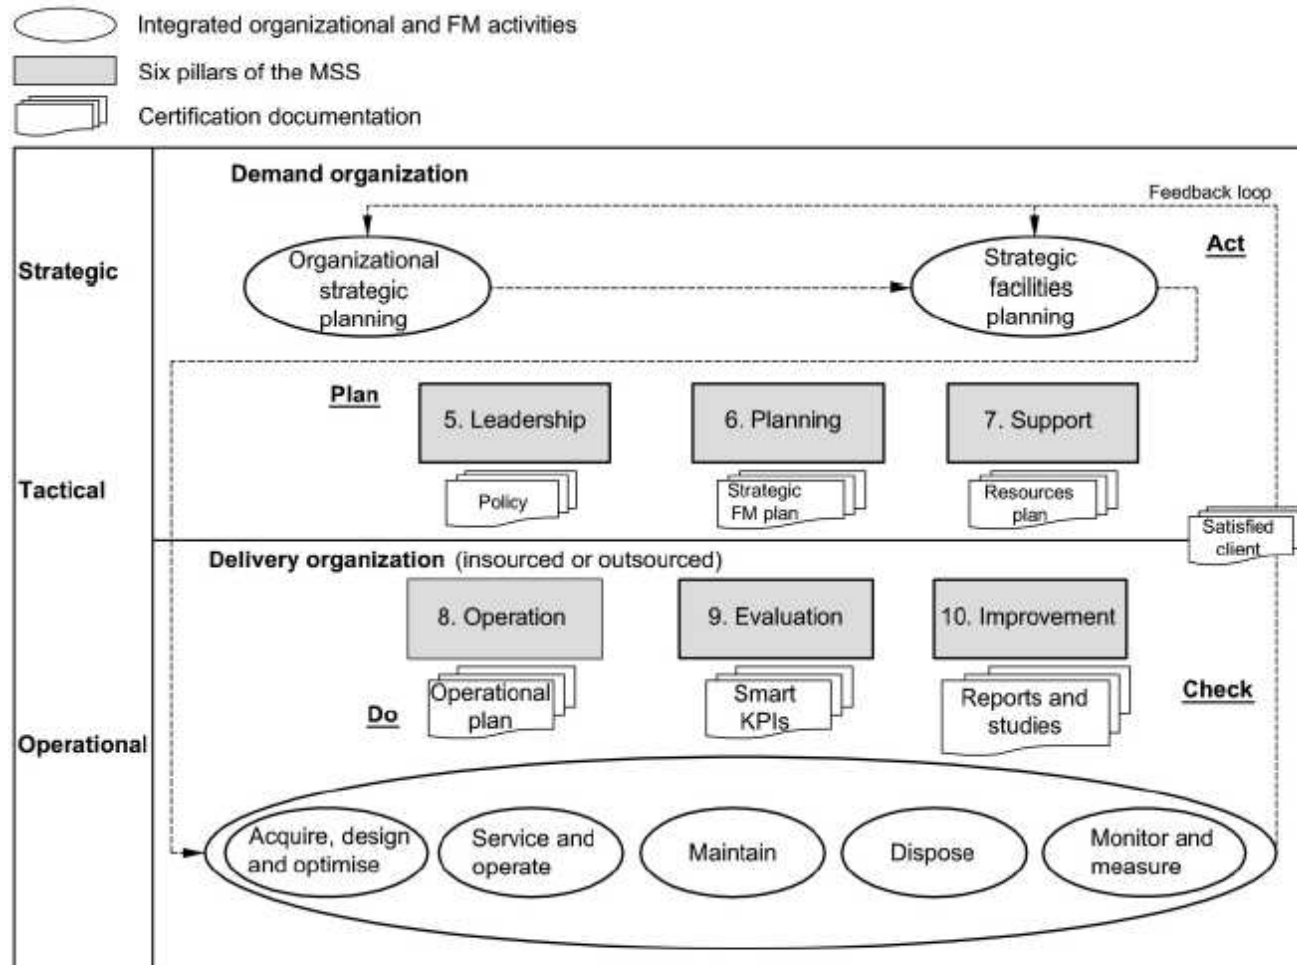 Integrated organizational and FM activities
Six pillars of the MSS
Certification documentation
Demand organization
Feedback loop
Strategic
Organizational
strategic
planning
Strategic
facilities
planning
Act
Plan
5. Leadership
6. Planning
7. Support
Tactical
Policy
Strategic
FM plan
Resources
plan
Satisfied
client
Delivery organization (insourced or outsourced)
8. Operation
9. Evaluation
10. Improvement
Operational
Do
Operational
plan
Smart
KPIs
Reports and
studies
Check
Acquire, design
and optimise
Service and
operate
Maintain
Dispose
Monitor and
measure